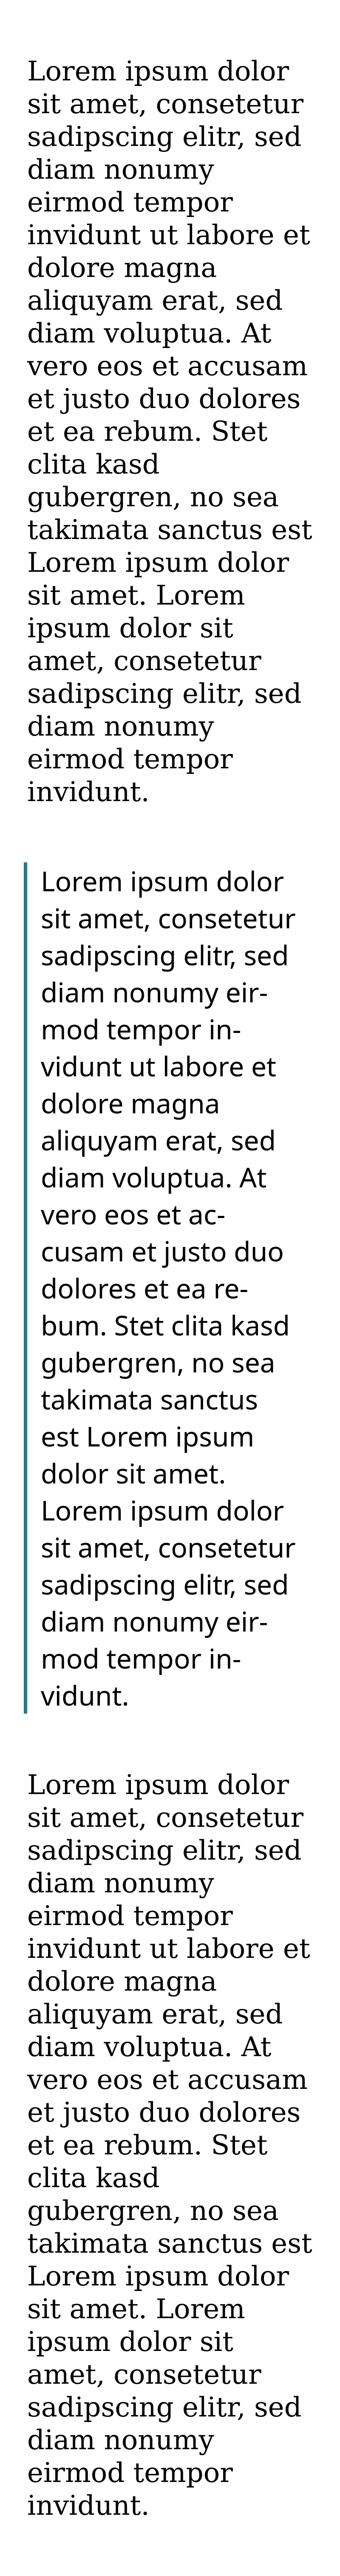 Lorem ipsum dolor
sit amet, consetetur
sadipscing elitr, sed
diam nonumy
eirmod tempor
invidunt ut labore et
dolore magna
aliquyam erat, sed
diam voluptua. At
vero eos et accusam
et justo duo dolores
et ea rebum. Stet
clita kasd
gubergren, no sea
takimata sanctus est
Lorem ipsum dolor
sit amet. Lorem
ipsum dolor sit
amet, consetetur
sadipscing elitr, sed
diam nonumy
eirmod tempor
invidunt.
Lorem ipsum dolor
sit amet, consetetur
sadipscing elitr, sed
diam nonumy eir-
mod tempor in-
vidunt ut labore et
dolore magna
aliquyam erat, sed
diam voluptua. At
vero eos et ac-
cusam et justo duo
dolores et ea re-
bum. Stet clita kasd
gubergren, no sea
takimata sanctus
est Lorem ipsum
dolor sit amet.
Lorem ipsum dolor
sit amet, consetetur
sadipscing elitr, sed
diam nonumy eir-
mod tempor in-
vidunt.
Lorem ipsum dolor
sit amet, consetetur
sadipscing elitr, sed
diam nonumy
eirmod tempor
invidunt ut labore et
dolore magna
aliquyam erat, sed
diam voluptua. At
vero eos et accusam
et justo duo dolores
et ea rebum. Stet
clita kasd
gubergren, no sea
takimata sanctus est
Lorem ipsum dolor
sit amet. Lorem
ipsum dolor sit
amet, consetetur
sadipscing elitr, sed
diam nonumy
eirmod tempor
invidunt.